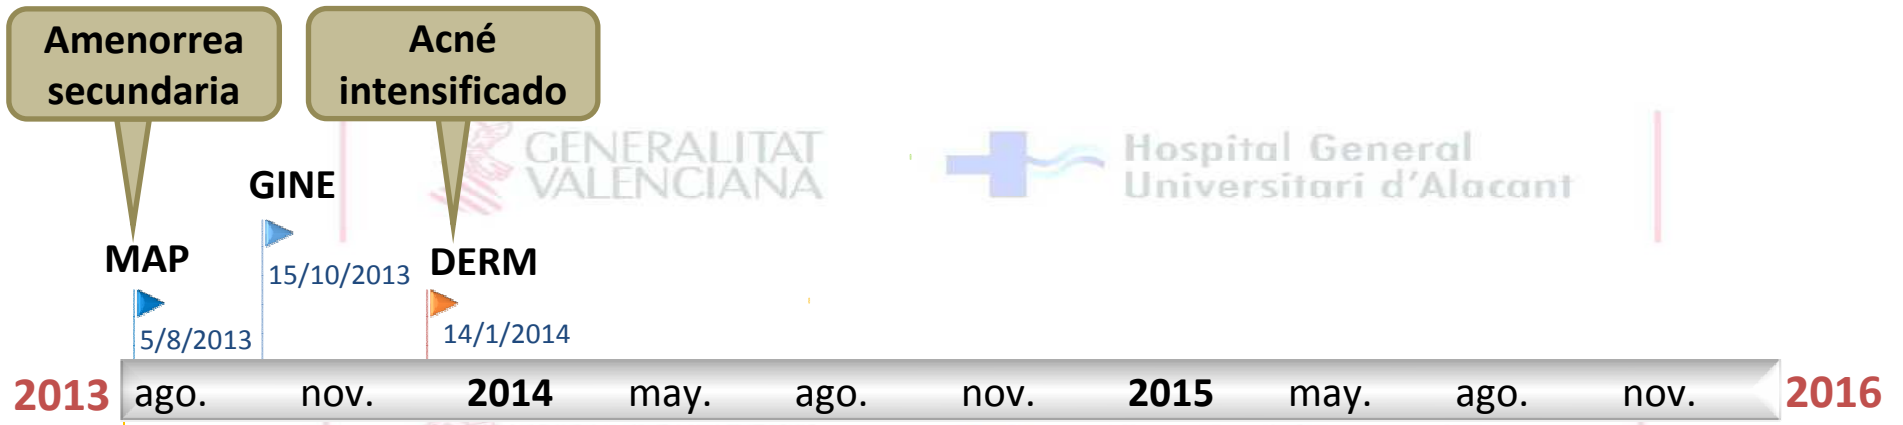 Amenorrea
secundaria
Acné
intensificado
GENERALITAT
VALENCIANA
Hospital General
Universitari d'Alacant
GINE
MAP
DERM
15/10/2013
5/8/2013
14/1/2014
2013 ago. nov. 2014 may. ago. nov. 2015 may. ago. nov. 2016